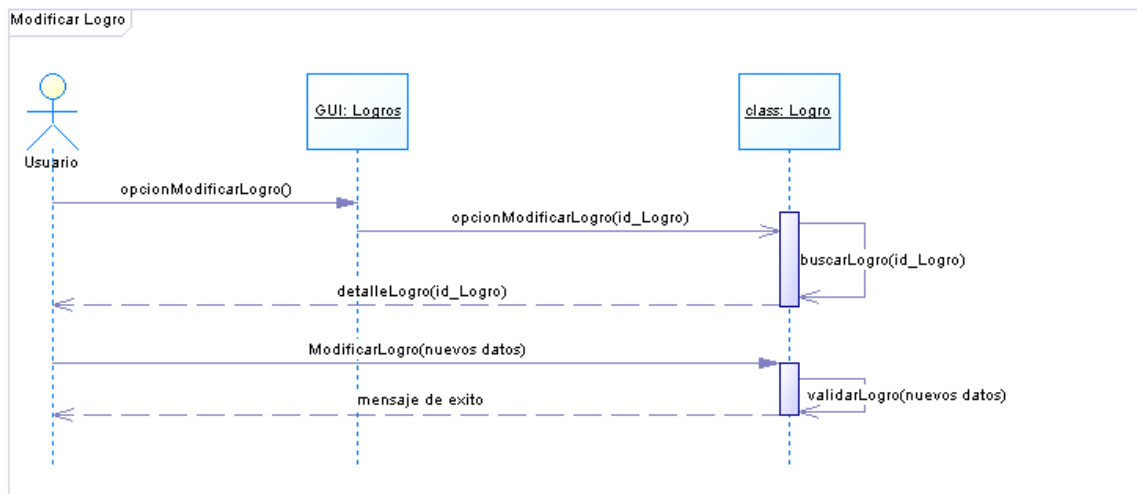 Modificar Logro
GUI: Logros
class: Logro
Usuario
opcionModificarLogro()
opcionModificarLogro(id_Logro)
buscarLogro(id_Logro)
detalleLogro(id_Logro)
ModificarLogro(nuevos datos)
validarLogro(nuevos datos)
mensaje de exito